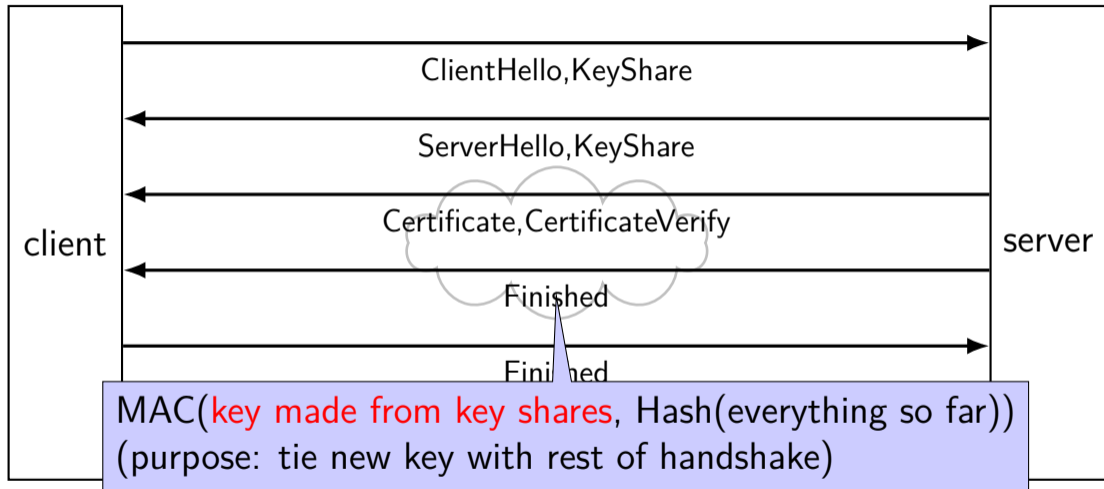 ClientHello,KeyShare
ServerHello,KeyShare
Certificate,CertificateVerify
client
server
Finished
Finished
MAC(key made from key shares, Hash(everything so far))
(purpose: tie new key with rest of handshake)